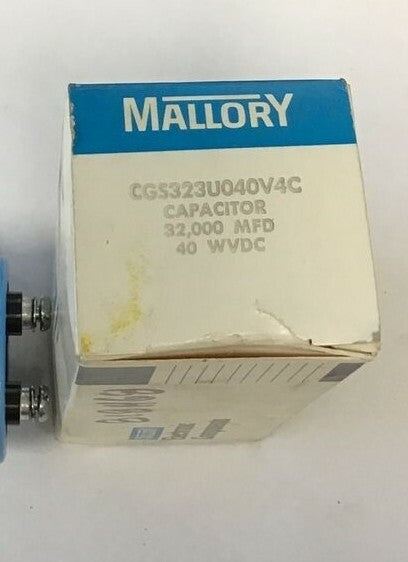 MALLORY
CGS323U040V4C
CAPACITOR
32,000 MFD
40 WVDC